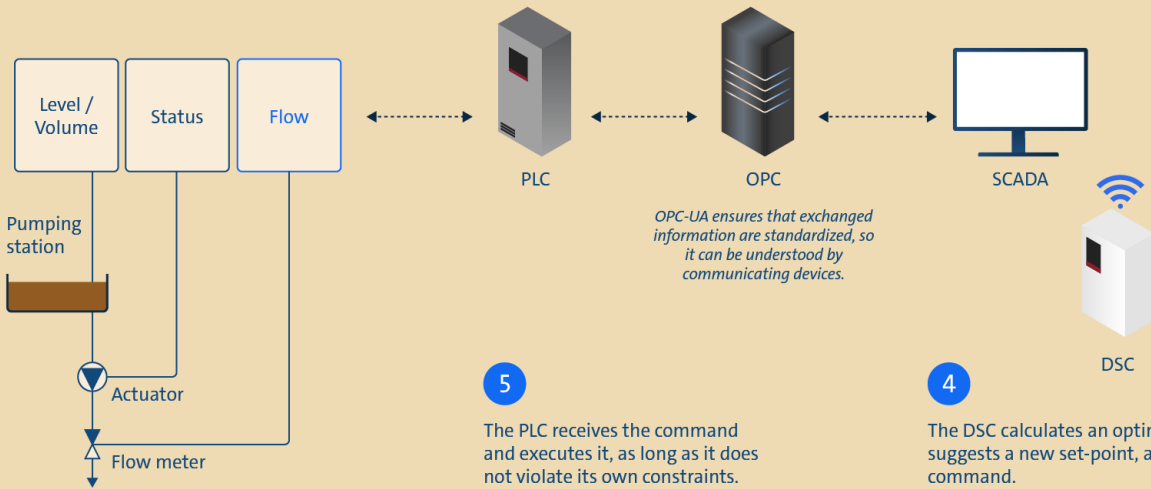 Level /
Volume
Status
Flow
PLC
OPC
SCADA
OPC-UA ensures that exchanged
information are standardized, so
it can be understood by
communicating devices.
Pumping
station
DSC
Actuator
Flow meter
5
The PLC receives the command
and executes it, as long as it does
not violate its own constraints.
4
The DSC calculates an
suggests a new set-point,
command.